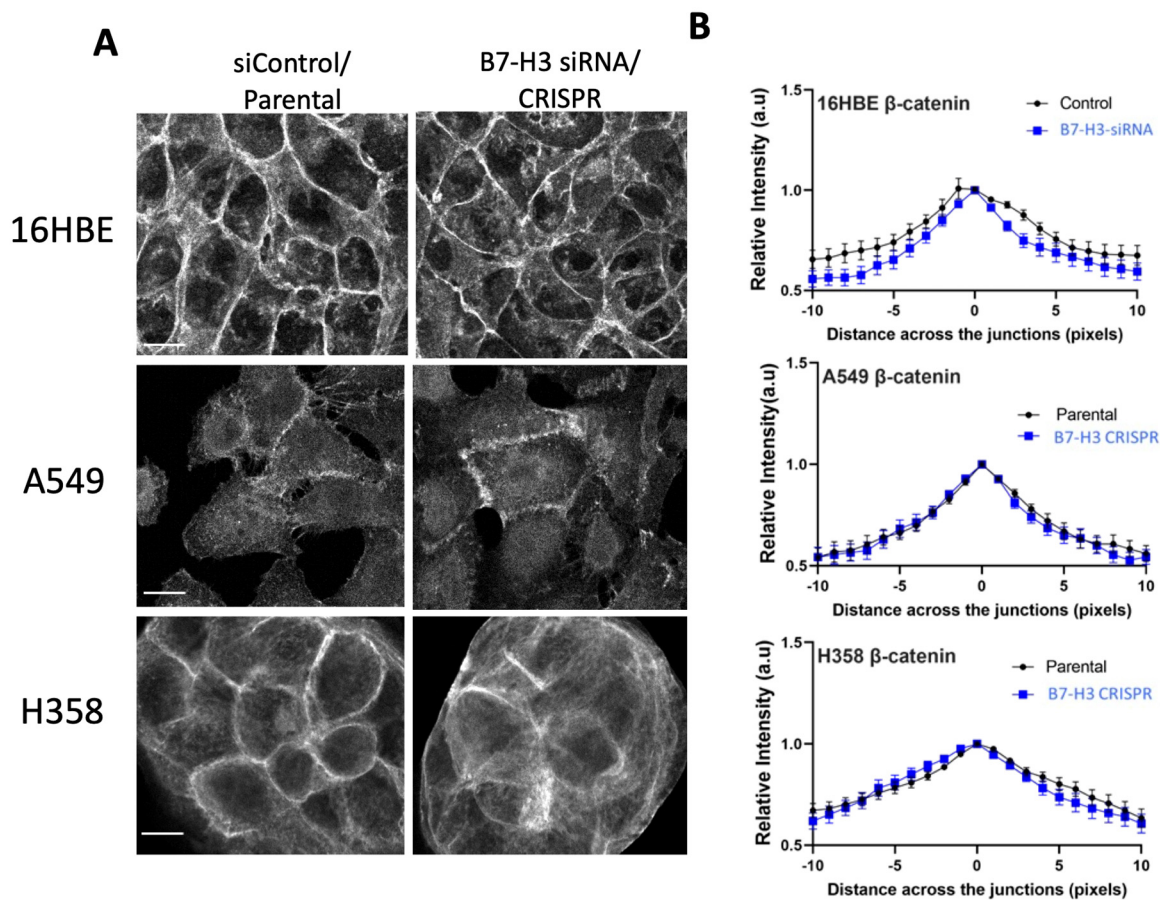 A
siControl/
Parental
B7-H3 siRNA/
CRISPR
16HBE
A549
H358
B
16HBE β-catenin
Control
B7-H3-siRNA
Relative Intensity (a.u)
1.5
1.0
0.5
-10
-5
0
5
10
Distance across the junctions (pixels)
A549 β-catenin
Parental
B7-H3 CRISPR
Relative Intensity(a.u)
1.5
1.0
0.5
-10
-5
0
5
10
Distance across the junctions (pixels)
H358 β-catenin
Parental
B7-H3 CRISPR
Relative Intensity (a.u)
1.5
1.0
0.5
-10
-5
0
5
10
Distance across the junctions (pixels)